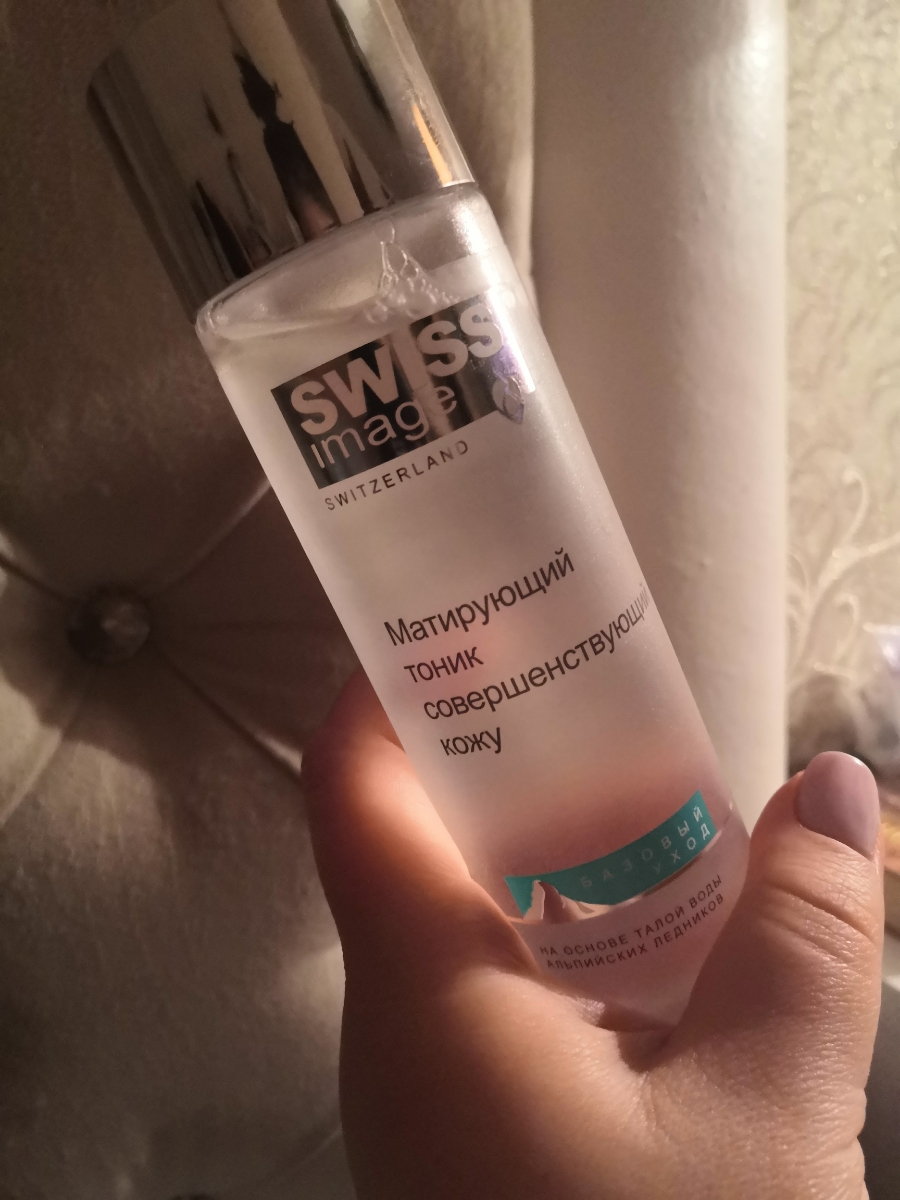 swiss
image
SWITZERLAND
Матирующий
тоник
совершенствующий
кожу
БАЗОВЫЙ
УХОД
НА ОСНОВЕ ТАЛОЙ ВОДЫ
АЛЬПИЙСКИХ ЛЕДНИКОВ